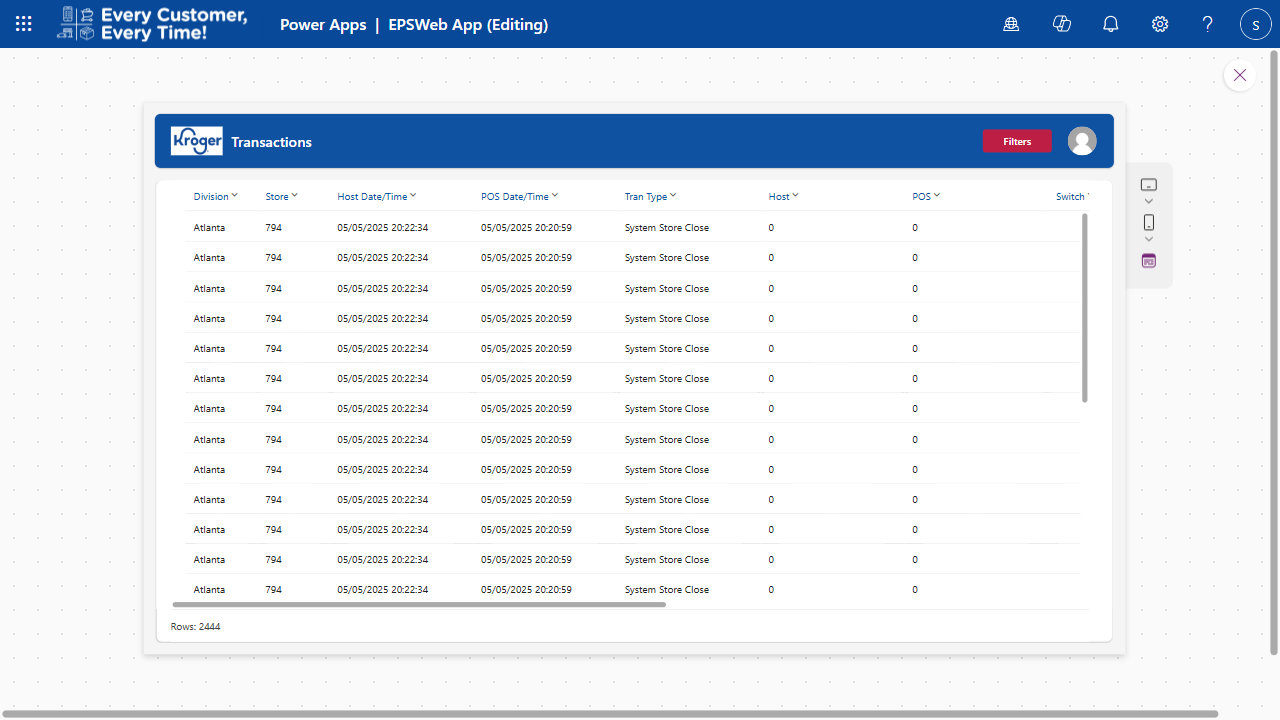 Every Customer,
Every Time!
Power Apps | EPSWeb App (Editing)
S
Kroger
Transactions
Filters
Division Store Host Date/Time POS Date/Time Tran Type Host POS Switch
Atlanta 794 05/05/2025 20:22:34 05/05/2025 20:20:59 System Store Close 0 0
Atlanta 794 05/05/2025 20:22:34 05/05/2025 20:20:59 System Store Close 0 0
Atlanta 794 05/05/2025 20:22:34 05/05/2025 20:20:59 System Store Close 0 0
Atlanta 794 05/05/2025 20:22:34 05/05/2025 20:20:59 System Store Close 0 0
Atlanta 794 05/05/2025 20:22:34 05/05/2025 20:20:59 System Store Close 0 0
Atlanta 794 05/05/2025 20:22:34 05/05/2025 20:20:59 System Store Close 0 0
Atlanta 794 05/05/2025 20:22:34 05/05/2025 20:20:59 System Store Close 0 0
Atlanta 794 05/05/2025 20:22:34 05/05/2025 20:20:59 System Store Close 0 0
Atlanta 794 05/05/2025 20:22:34 05/05/2025 20:20:59 System Store Close 0 0
Atlanta 794 05/05/2025 20:22:34 05/05/2025 20:20:59 System Store Close 0 0
Atlanta 794 05/05/2025 20:22:34 05/05/2025 20:20:59 System Store Close 0 0
Atlanta 794 05/05/2025 20:22:34 05/05/2025 20:20:59 System Store Close 0 0
Atlanta 794 05/05/2025 20:22:34 05/05/2025 20:20:59 System Store Close 0 0
Rows: 2444